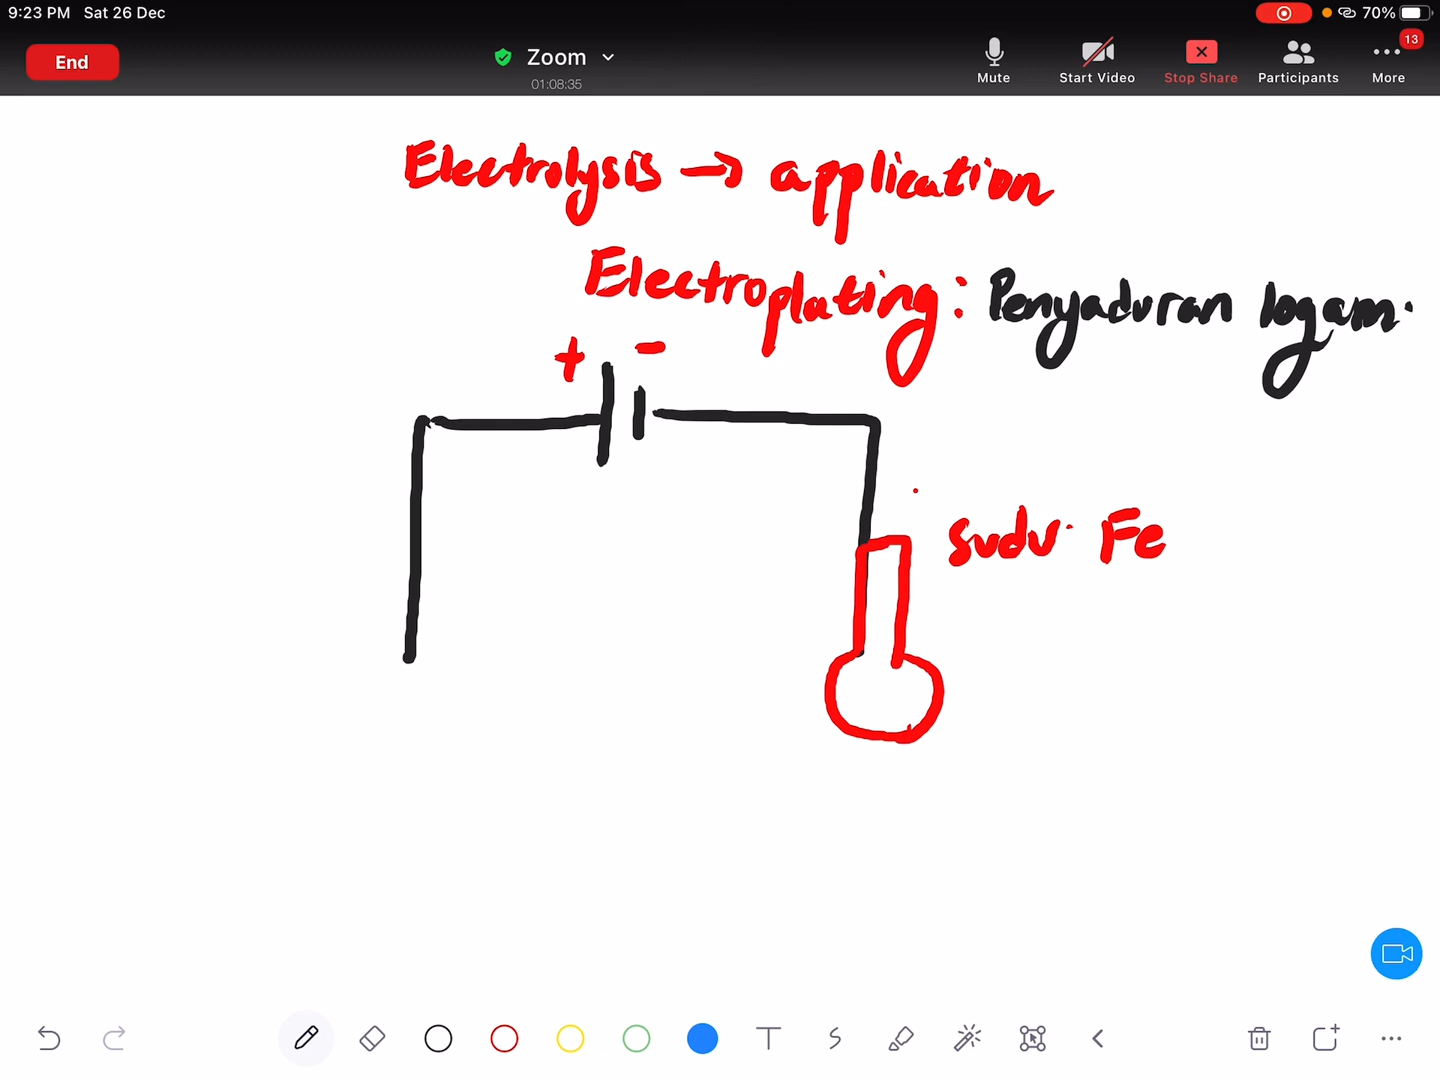 9:23 PM Sat 26 Dec
70%
End
Zoom
01:08:35
Mute
Start Video
Stop Share
Participants
13
More
Electrolysis → application
Electroplating : Penyaduran logam.
+ -
Sudu Fe
T